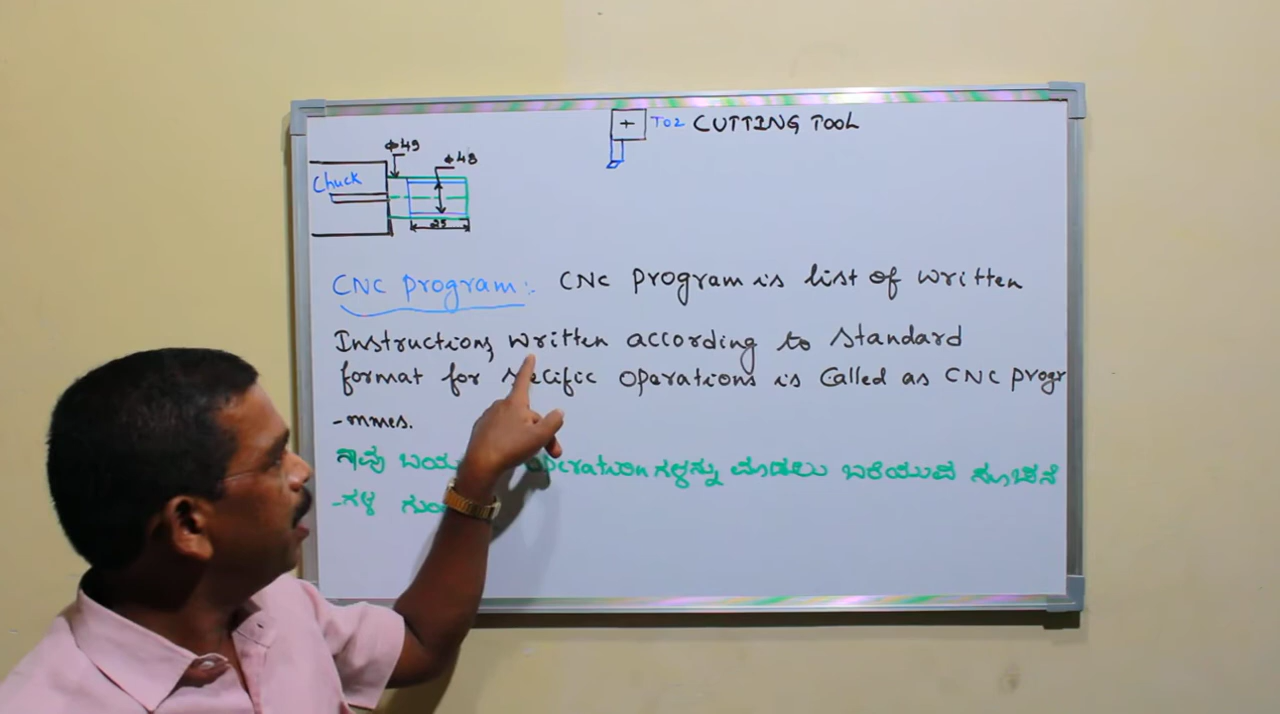 T02 CUTTING TOOL
Φ49
Φ48
Chuck
25
CNC Program:- CNC Program is list of written
Instructions, written according to standard
format for specific operations is called as CNC progr
-mmes.
ನಾವು operation ಗಳನ್ನು ಮಾಡಲು ಬರೆಯುವ ಸೂಚನೆ
-ಗಳ